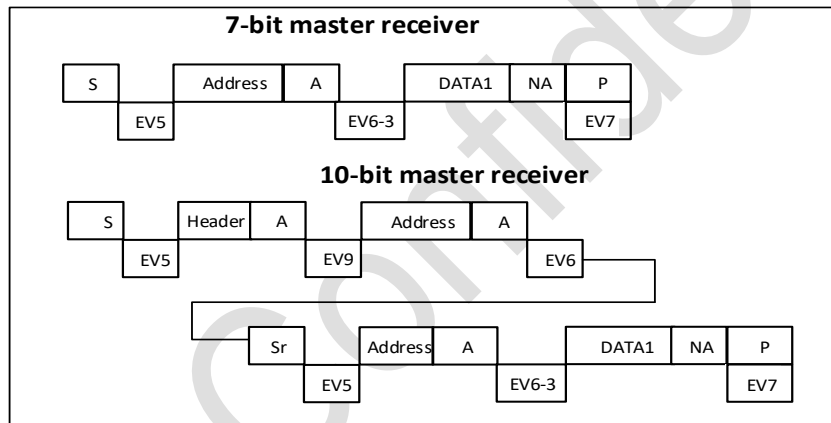 7-bit master receiver
S Address A DATA1 NA P
EV5 EV6-3 EV7
10-bit master receiver
S Header A Address A
EV5 EV9 EV6
Sr Address A DATA1 NA P
EV5 EV6-3 EV7
Confide